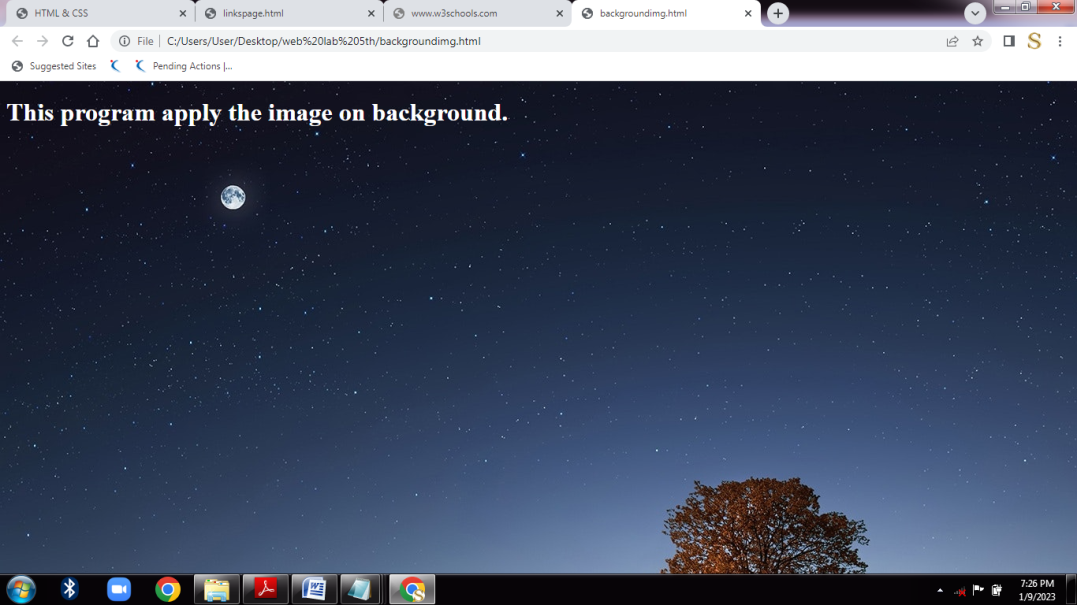 HTML & CSS
linkspage.html
www.w3schools.com
backgroundimg.html
File
C:/Users/User/Desktop/web%20lab%205th/backgroundimg.html
Suggested Sites
Pending Actions |...
This program apply the image on background.
7:26 PM
1/9/2023